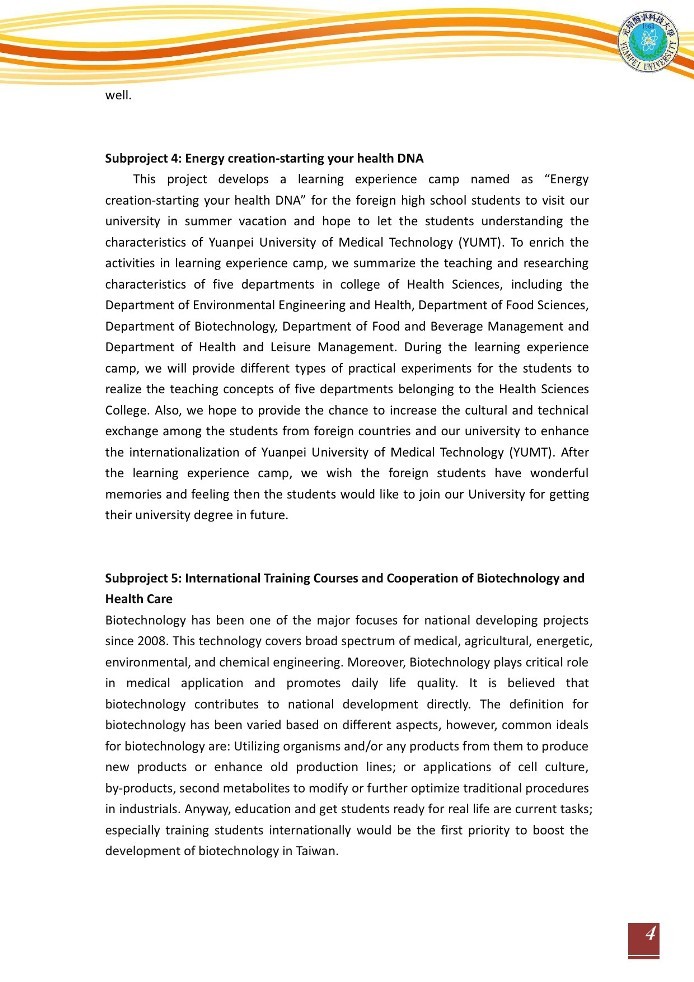 元培醫事科技大學
YUANPEI UNIVERSITY
well.
Subproject 4: Energy creation-starting your health DNA
This project develops a learning experience camp named as “Energy
creation-starting your health DNA” for the foreign high school students to visit our
university in summer vacation and hope to let the students understanding the
characteristics of Yuanpei University of Medical Technology (YUMT). To enrich the
activities in learning experience camp, we summarize the teaching and researching
characteristics of five departments in college of Health Sciences, including the
Department of Environmental Engineering and Health, Department of Food Sciences,
Department of Biotechnology, Department of Food and Beverage Management and
Department of Health and Leisure Management. During the learning experience
camp, we will provide different types of practical experiments for the students to
realize the teaching concepts of five departments belonging to the Health Sciences
College. Also, we hope to provide the chance to increase the cultural and technical
exchange among the students from foreign countries and our university to enhance
the internationalization of Yuanpei University of Medical Technology (YUMT). After
the learning experience camp, we wish the foreign students have wonderful
memories and feeling then the students would like to join our University for getting
their university degree in future.
Subproject 5: International Training Courses and Cooperation of Biotechnology and
Health Care
Biotechnology has been one of the major focuses for national developing projects
since 2008. This technology covers broad spectrum of medical, agricultural, energetic,
environmental, and chemical engineering. Moreover, Biotechnology plays critical role
in medical application and promotes daily life quality. It is believed that
biotechnology contributes to national development directly. The definition for
biotechnology has been varied based on different aspects, however, common ideals
for biotechnology are: Utilizing organisms and/or any products from them to produce
new products or enhance old production lines; or applications of cell culture,
by-products, second metabolites to modify or further optimize traditional procedures
in industrials. Anyway, education and get students ready for real life are current tasks;
especially training students internationally would be the first priority to boost the
development of biotechnology in Taiwan.
4